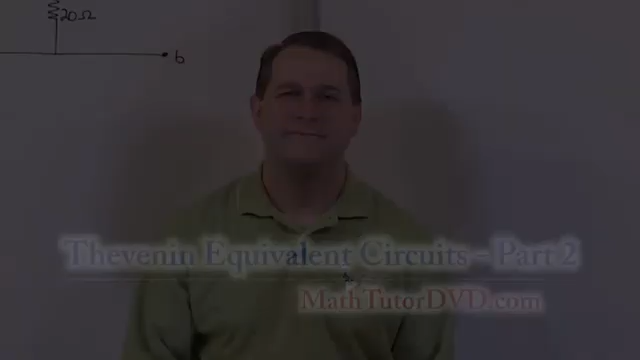 20Ω
b
Thevenin Equivalent Circuits - Part 2
MathTutorDVD.com